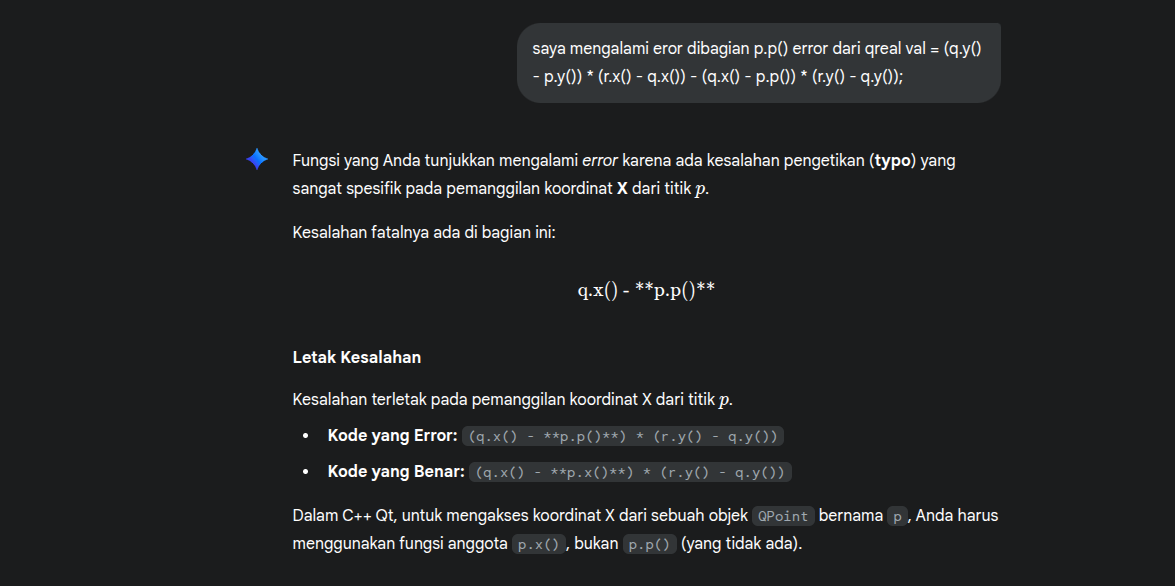 saya mengalami eror dibagian p.p() error dari qreal val = (q.y()
- p.y()) * (r.x() - q.x()) - (q.x() - p.p()) * (r.y() - q.y());
Fungsi yang Anda tunjukkan mengalami error karena ada kesalahan pengetikan (typo) yang
sangat spesifik pada pemanggilan koordinat X dari titik p.
Kesalahan fatalnya ada di bagian ini:
q.x() - **p.p()**
Letak Kesalahan
Kesalahan terletak pada pemanggilan koordinat X dari titik p.
• Kode yang Error: (q.x() - **p.p()**) * (r.y() - q.y())
• Kode yang Benar: (q.x() - **p.x()**) * (r.y() - q.y())
Dalam C++ Qt, untuk mengakses koordinat X dari sebuah objek QPoint bernama p, Anda harus
menggunakan fungsi anggota p.x(), bukan p.p() (yang tidak ada).